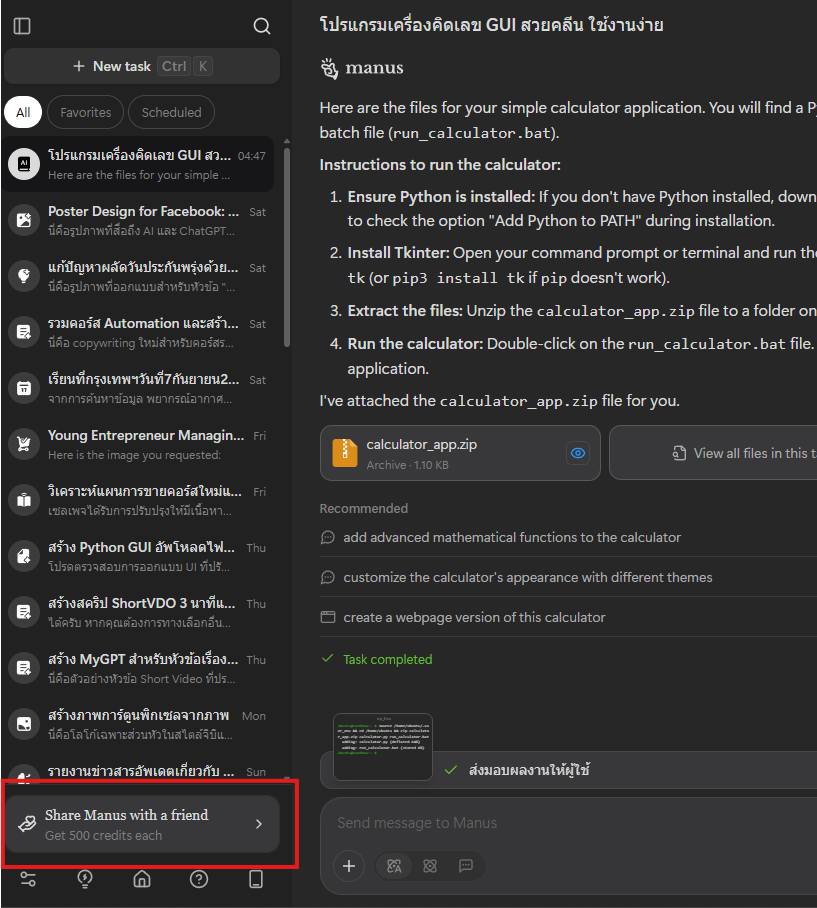 New task Ctrl K
All Favorites Scheduled
โปรแกรมเครื่องคิดเลข GUI สว... 04:47
Here are the files for your simple ...
Poster Design for Facebook: ... Sat
นี่คือรูปภาพที่สื่อถึง AI และ ChatGPT...
แก้ปัญหาผลัดวันประกันพรุ่งด้วย... Sat
นี่คือรูปภาพที่ออกแบบสำหรับหัวข้อ "...
รวมคอร์ส Automation และสร้า... Sat
นี่คือ copywriting ใหม่สำหรับคอร์สร...
เรียนที่กรุงเทพฯวันที่7กันยายน2... Sat
จากการค้นหาข้อมูล พยากรณ์อากาศ...
Young Entrepreneur Managin... Fri
Here is the image you requested:
วิเคราะห์แผนการขายคอร์สใหม่แ... Fri
เซลเพจได้รับการปรับปรุงให้มีเนื้อหา...
สร้าง Python GUI อัพโหลดไฟ... Thu
โปรดตรวจสอบการออกแบบ UI ที่ปรั...
สร้างสคริป ShortVDO 3 นาทีแ... Thu
ได้ครับ หากคุณต้องการทางเลือกอื่น...
สร้าง MyGPT สำหรับหัวข้อเรื่อง... Thu
นี่คือตัวอย่างหัวข้อ Short Video ที่ปร...
สร้างภาพการ์ตูนพิกเซลจากภาพ Mon
นี่คือโลโก้เฉพาะส่วนหัวในสไตล์จิบิแ...
รายงานข่าวสารอัพเดตเกี่ยวกับ ... Sun
Share Manus with a friend
Get 500 credits each
โปรแกรมเครื่องคิดเลข GUI สวยคลีน ใช้งานง่าย
manus
Here are the files for your simple calculator application. You will find a Py
batch file (run_calculator.bat).
Instructions to run the calculator:
1. Ensure Python is installed: If you don't have Python installed, down
to check the option "Add Python to PATH" during installation.
2. Install Tkinter: Open your command prompt or terminal and run the
tk (or pip3 install tk if pip doesn't work).
3. Extract the files: Unzip the calculator_app.zip file to a folder on
4. Run the calculator: Double-click on the run_calculator.bat file.
application.
I've attached the calculator_app.zip file for you.
calculator_app.zip
Archive · 1.10 KB
View all files in this t
Recommended
add advanced mathematical functions to the calculator
customize the calculator's appearance with different themes
create a webpage version of this calculator
Task completed
ส่งมอบผลงานให้ผู้ใช้
Send message to Manus